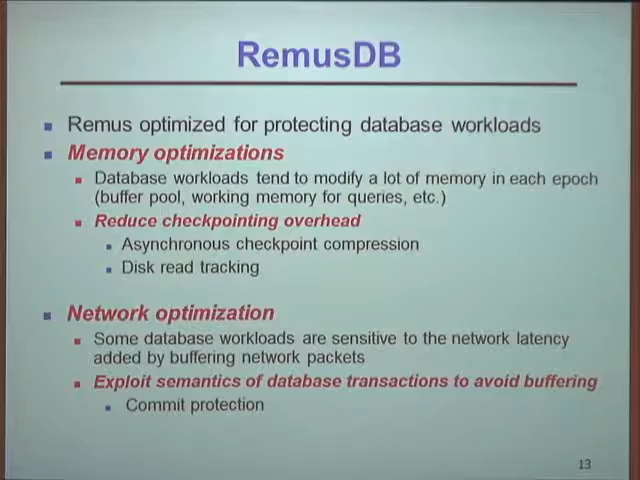 RemusDB
Remus optimized for protecting database workloads
Memory optimizations
Database workloads tend to modify a lot of memory in each epoch
(buffer pool, working memory for queries, etc.)
Reduce checkpointing overhead
Asynchronous checkpoint compression
Disk read tracking
Network optimization
Some database workloads are sensitive to the network latency
added by buffering network packets
Exploit semantics of database transactions to avoid buffering
Commit protection
13